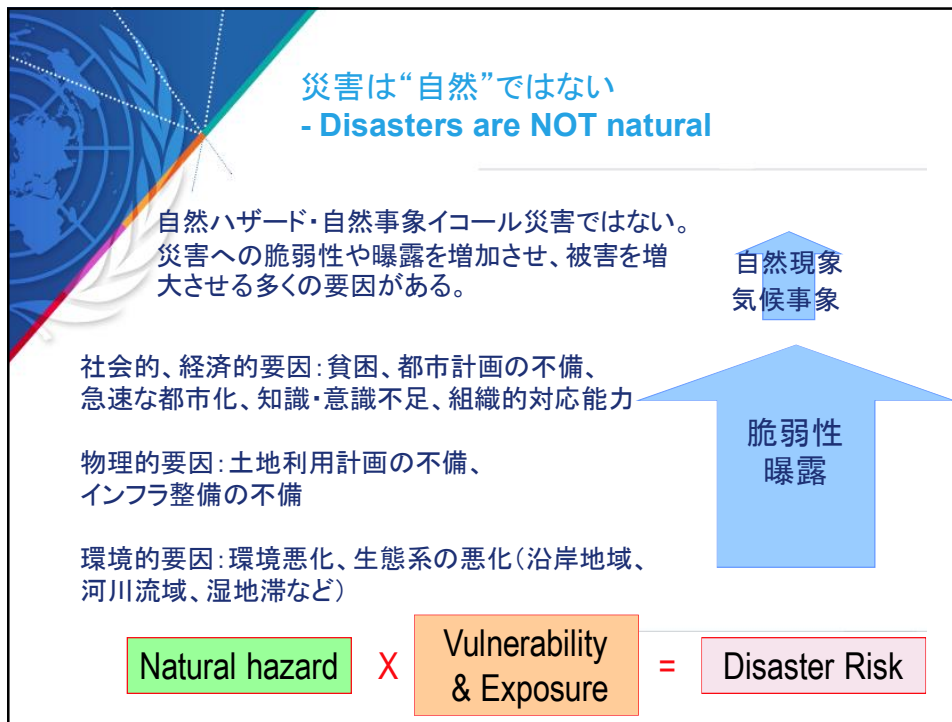 災害は“自然”ではない
- Disasters are NOT natural
自然ハザード・自然事象イコール災害ではない。
災害への脆弱性や曝露を増加させ、被害を増
大させる多くの要因がある。
自然現象
気候事象
社会的、経済的要因：貧困、都市計画の不備、
急速な都市化、知識・意識不足、組織的対応能力
物理的要因：土地利用計画の不備、
インフラ整備の不備
環境的要因：環境悪化、生態系の悪化（沿岸地域、
河川流域、湿地滞など）
脆弱性
曝露
Natural hazard
X
Vulnerability
& Exposure
=
Disaster Risk